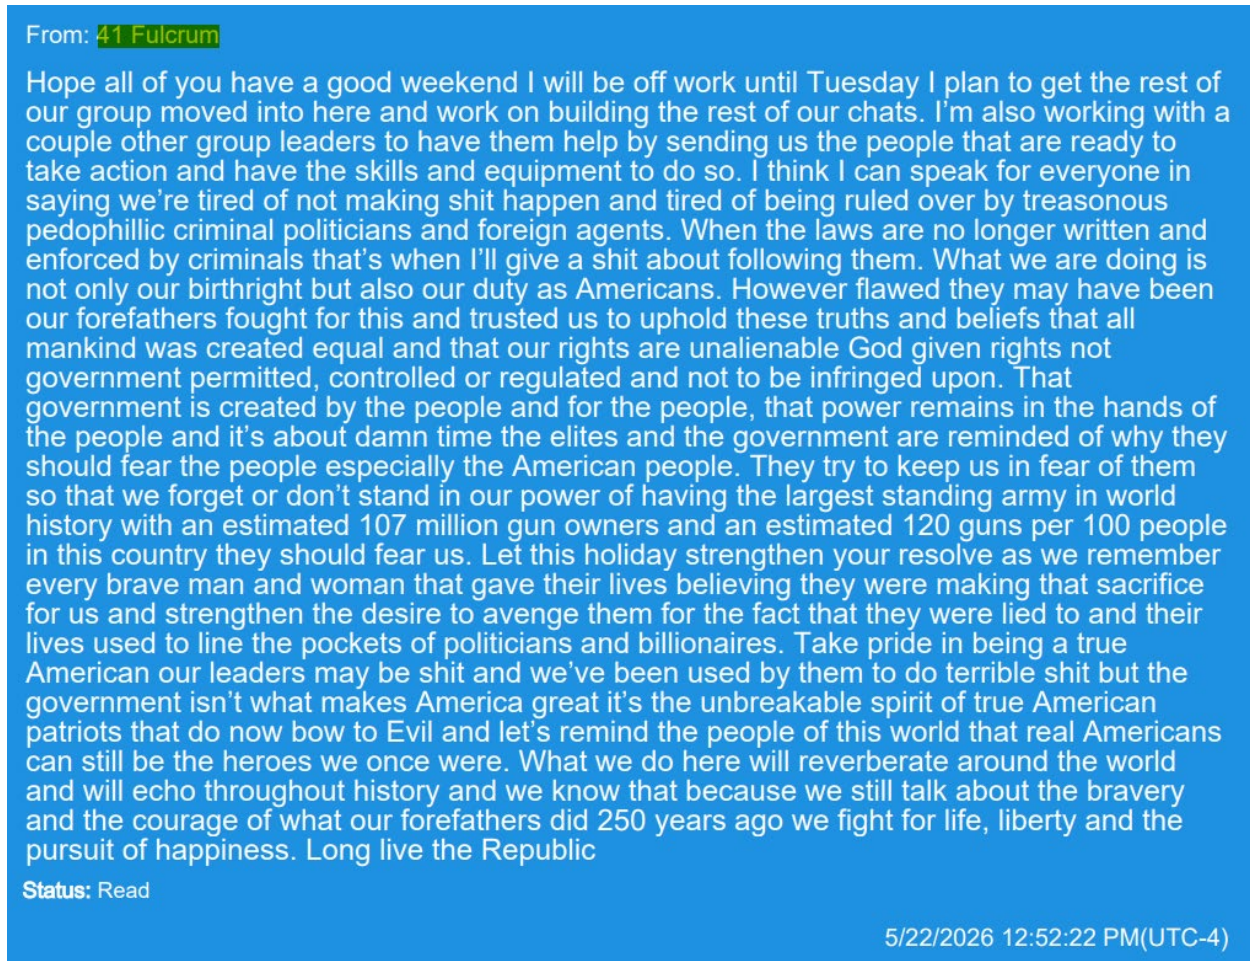 From: 41 Fulcrum
Hope all of you have a good weekend I will be off work until Tuesday I plan to get the rest of
our group moved into here and work on building the rest of our chats. I'm also working with a
couple other group leaders to have them help by sending us the people that are ready to
take action and have the skills and equipment to do so. I think I can speak for everyone in
saying we're tired of not making shit happen and tired of being ruled over by treasonous
pedophillic criminal politicians and foreign agents. When the laws are no longer written and
enforced by criminals that's when I'll give a shit about following them. What we are doing is
not only our birthright but also our duty as Americans. However flawed they may have been
our forefathers fought for this and trusted us to uphold these truths and beliefs that all
mankind was created equal and that our rights are unalienable God given rights not
government permitted, controlled or regulated and not to be infringed upon. That
government is created by the people and for the people, that power remains in the hands of
the people and it's about damn time the elites and the government are reminded of why they
should fear the people especially the American people. They try to keep us in fear of them
so that we forget or don't stand in our power of having the largest standing army in world
history with an estimated 107 million gun owners and an estimated 120 guns per 100 people
in this country they should fear us. Let this holiday strengthen your resolve as we remember
every brave man and woman that gave their lives believing they were making that sacrifice
for us and strengthen the desire to avenge them for the fact that they were lied to and their
lives used to line the pockets of politicians and billionaires. Take pride in being a true
American our leaders may be shit and we've been used by them to do terrible shit but the
government isn't what makes America great it's the unbreakable spirit of true American
patriots that do now bow to Evil and let's remind the people of this world that real Americans
can still be the heroes we once were. What we do here will reverberate around the world
and will echo throughout history and we know that because we still talk about the bravery
and the courage of what our forefathers did 250 years ago we fight for life, liberty and the
pursuit of happiness. Long live the Republic
Status: Read
5/22/2026 12:52:22 PM(UTC-4)